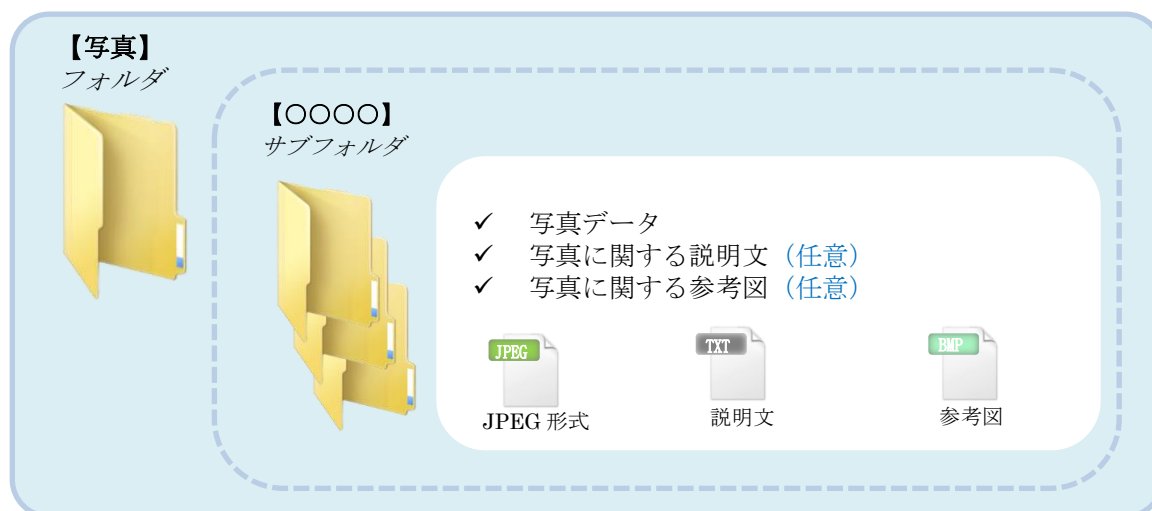 【写真】
フォルダ
【○○○○】
サブフォルダ
✓ 写真データ
✓ 写真に関する説明文（任意）
✓ 写真に関する参考図（任意）
JPEG
TXT
BMP
JPEG 形式
説明文
参考図